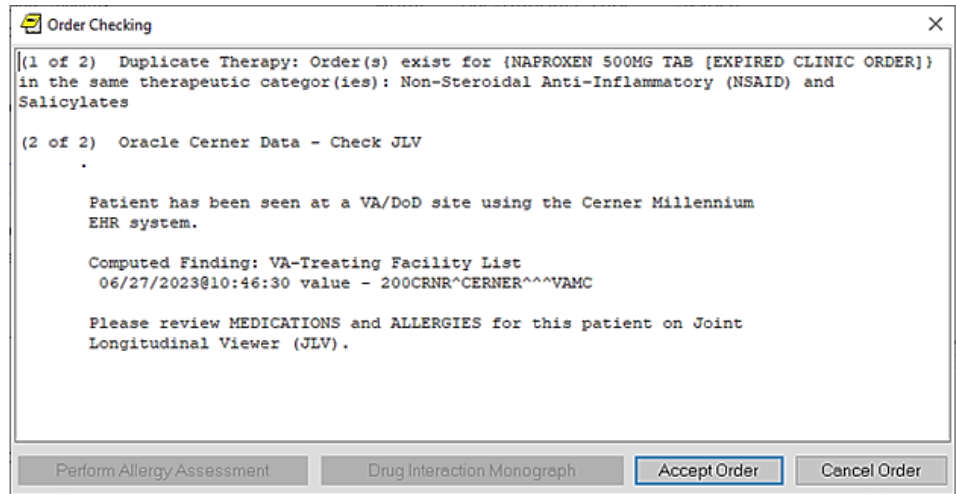 Order Checking
(1 of 2)  Duplicate Therapy: Order(s) exist for {NAPROXEN 500MG TAB [EXPIRED CLINIC ORDER]}
in the same therapeutic categor(ies): Non-Steroidal Anti-Inflammatory (NSAID) and
Salicylates
(2 of 2)  Oracle Cerner Data - Check JLV
.
Patient has been seen at a VA/DoD site using the Cerner Millennium
EHR system.
Computed Finding: VA-Treating Facility List
06/27/2023@10:46:30 value - 200CRNR^CERNER^^^VAMC
Please review MEDICATIONS and ALLERGIES for this patient on Joint
Longitudinal Viewer (JLV).
Perform Allergy Assessment
Drug Interaction Monograph
Accept Order
Cancel Order